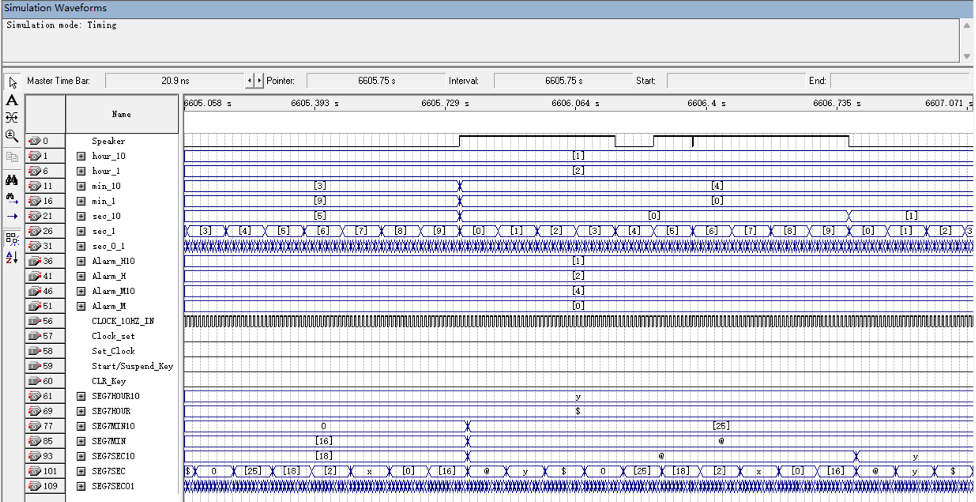 Simulation Waveforms
Simulation mode: Timing
Master Time Bar: 20.9 ns Pointer: 6605.75 s Interval: 6605.75 s Start: End:
Name 6605.058 s 6605.393 s 6605.729 s 6606.064 s 6606.4 s 6606.735 s 6607.071 s
0 Speaker
1 hour_10 [1]
6 hour_1 [2]
11 min_10 [3] [4]
16 min_1 [9] [0]
21 sec_10 [5] [0] [1]
26 sec_1 [3] [4] [5] [6] [7] [8] [9] [0] [1] [2] [3] [4] [5] [6] [7] [8] [9] [0] [1] [2] 3
31 sec_0_1
36 Alarm_H10 [1]
41 Alarm_H [2]
46 Alarm_M10 [4]
51 Alarm_M [0]
56 CLOCK_10HZ_IN
57 Clock_set
58 Set_Clock
59 Start/Suspend_Key
60 CLR_Key
61 SEG7HOUR10 y
69 SEG7HOUR $
77 SEG7MIN10 0 [25]
85 SEG7MIN [16] @
93 SEG7SEC10 [18] @ y
101 SEG7SEC $ 0 [25] [18] [2] x [0] [16] @ y $ 0 [25] [18] [2] x [0] [16] @ y $
109 SEG7SEC01